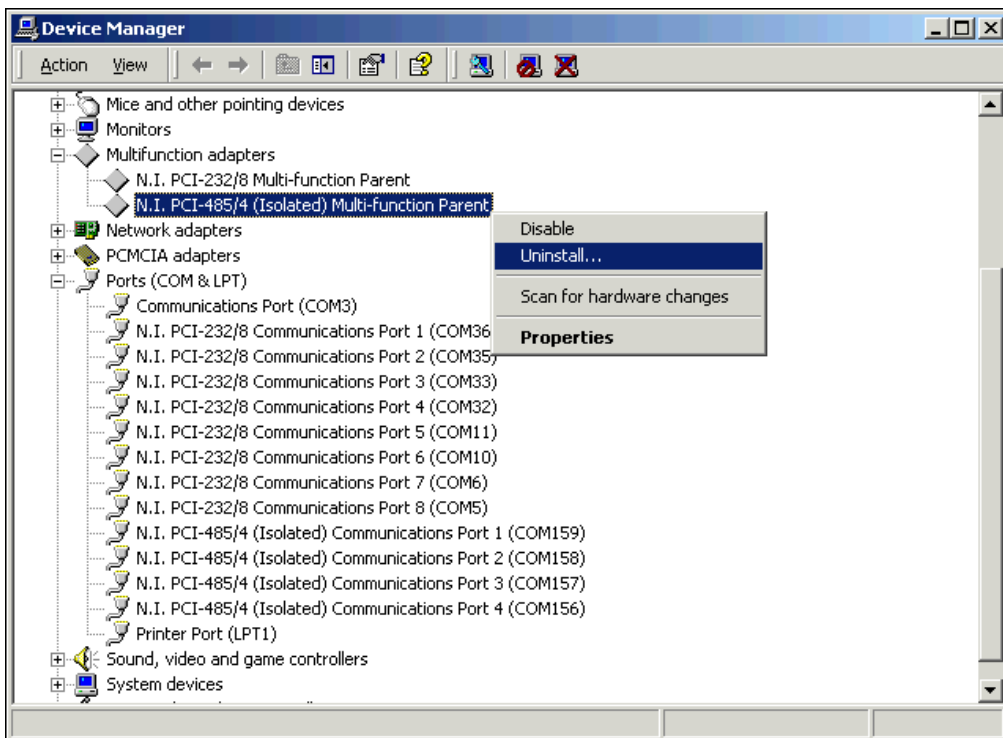 Device Manager
Action View
Mice and other pointing devices
Monitors
Multifunction adapters
N.I. PCI-232/8 Multi-function Parent
N.I. PCI-485/4 (Isolated) Multi-function Parent
Network adapters
PCMCIA adapters
Ports (COM & LPT)
Communications Port (COM3)
N.I. PCI-232/8 Communications Port 1 (COM36
N.I. PCI-232/8 Communications Port 2 (COM35)
N.I. PCI-232/8 Communications Port 3 (COM33)
N.I. PCI-232/8 Communications Port 4 (COM32)
N.I. PCI-232/8 Communications Port 5 (COM11)
N.I. PCI-232/8 Communications Port 6 (COM10)
N.I. PCI-232/8 Communications Port 7 (COM6)
N.I. PCI-232/8 Communications Port 8 (COM5)
N.I. PCI-485/4 (Isolated) Communications Port 1 (COM159)
N.I. PCI-485/4 (Isolated) Communications Port 2 (COM158)
N.I. PCI-485/4 (Isolated) Communications Port 3 (COM157)
N.I. PCI-485/4 (Isolated) Communications Port 4 (COM156)
Printer Port (LPT1)
Sound, video and game controllers
System devices
Disable
Uninstall...
Scan for hardware changes
Properties